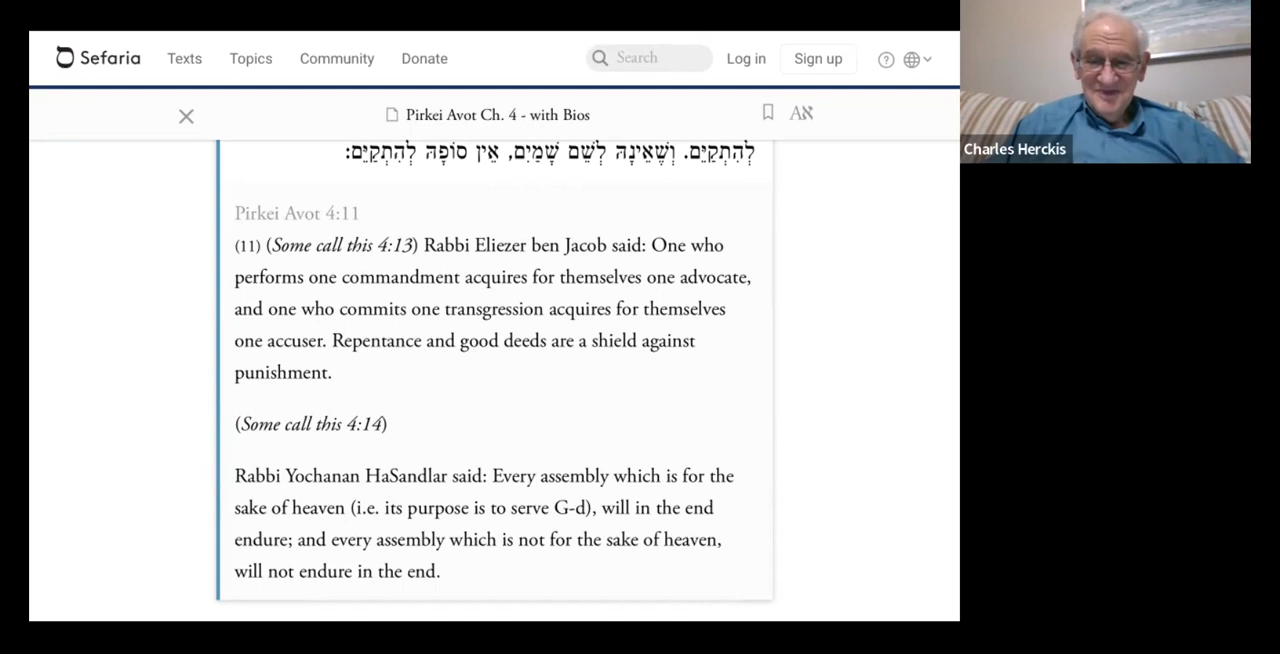 Sefaria Texts Topics Community Donate Search Log in Sign up
Pirkei Avot Ch. 4 - with Bios
Aא
לְהִתְקַיֵּם. וְשֶׁאֵינָהּ לְשֵׁם שָׁמַיִם, אֵין סוֹפָהּ לְהִתְקַיֵּם:
Pirkei Avot 4:11
(11) (Some call this 4:13) Rabbi Eliezer ben Jacob said: One who
performs one commandment acquires for themselves one advocate,
and one who commits one transgression acquires for themselves
one accuser. Repentance and good deeds are a shield against
punishment.
(Some call this 4:14)
Rabbi Yochanan HaSandlar said: Every assembly which is for the
sake of heaven (i.e. its purpose is to serve G-d), will in the end
endure; and every assembly which is not for the sake of heaven,
will not endure in the end.
Charles Herckis